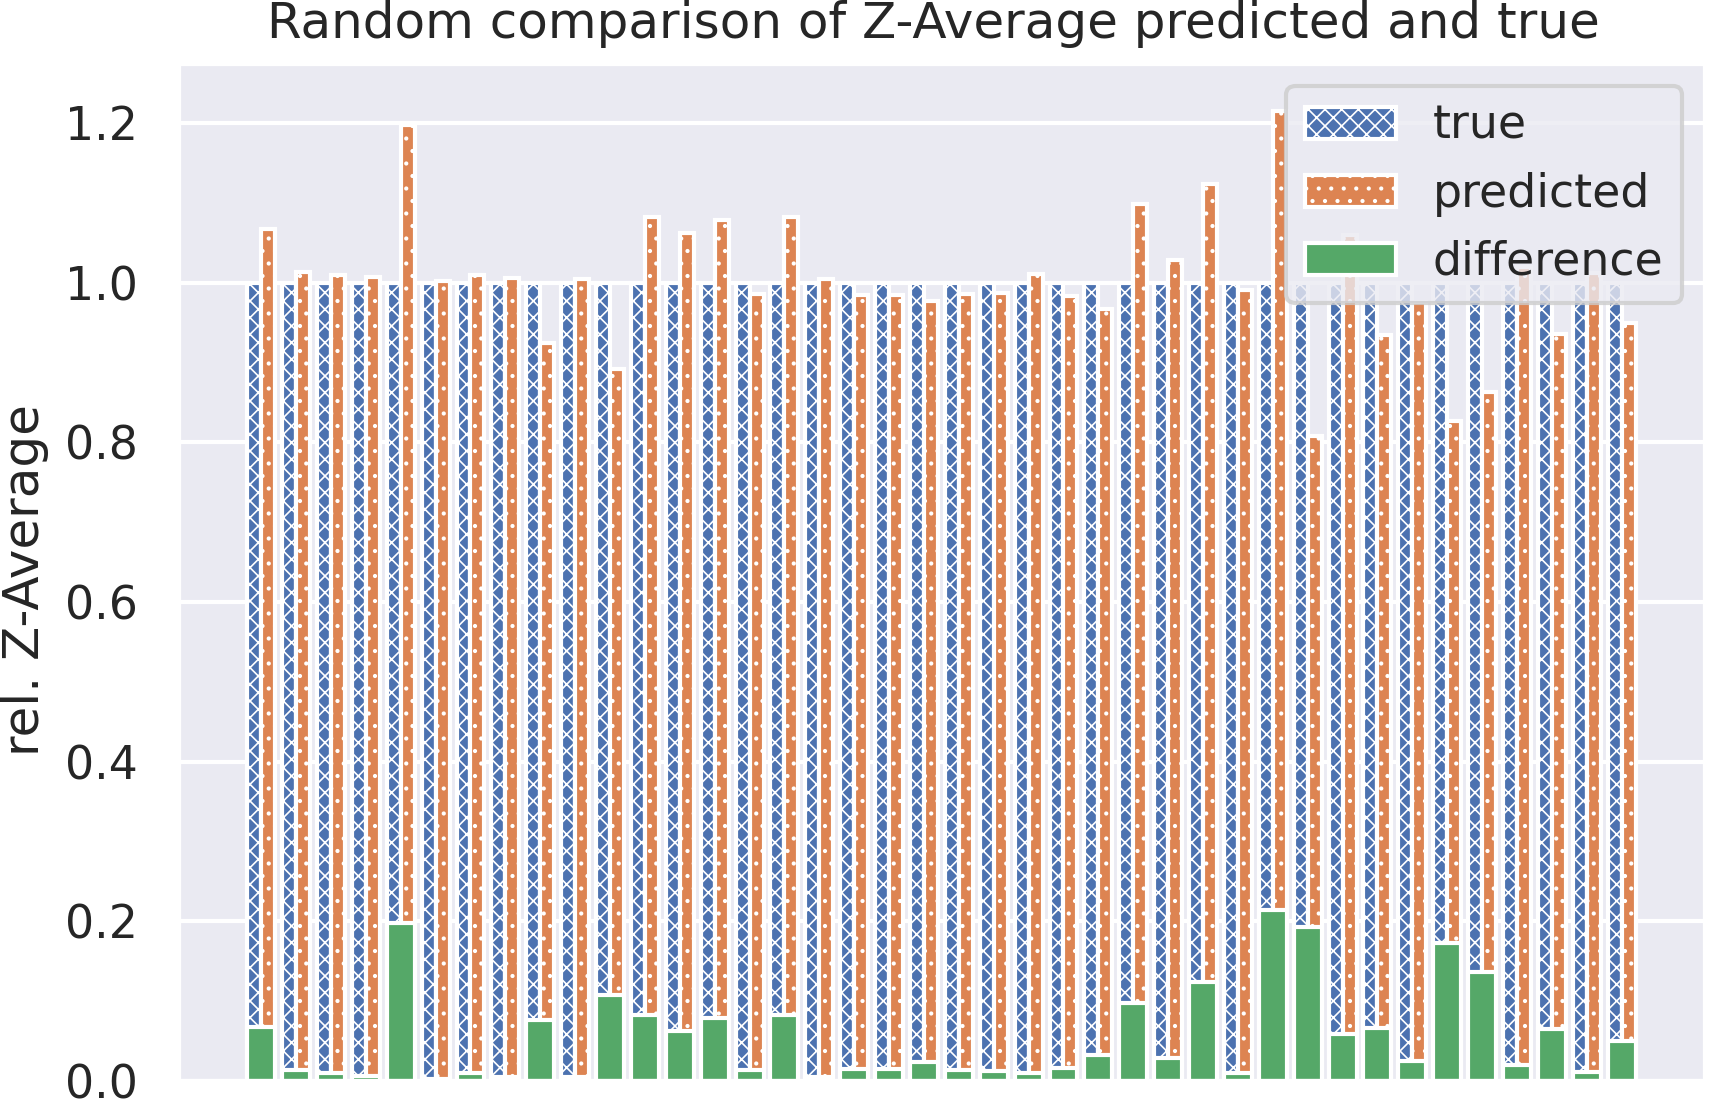 Random comparison of Z-Average predicted and true
rel. Z-Average
1.2
1.0
0.8
0.6
0.4
0.2
0.0
true
predicted
difference